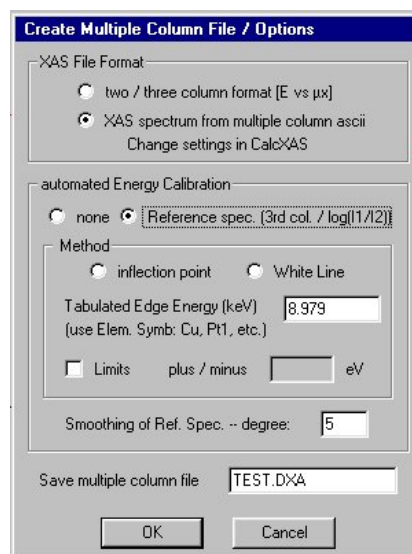 Create Multiple Column File / Options
XAS File Format
two / three column format [E vs µx]
XAS spectrum from multiple column ascii
Change settings in CalcXAS
automated Energy Calibration
none
Reference spec. (3rd col. / log(I1/I2))
Method
inflection point
White Line
Tabulated Edge Energy (keV)
8.979
(use Elem. Symb: Cu, Pt1, etc.)
Limits
plus / minus
eV
Smoothing of Ref. Spec. -- degree:
5
Save multiple column file
TEST.DXA
OK
Cancel